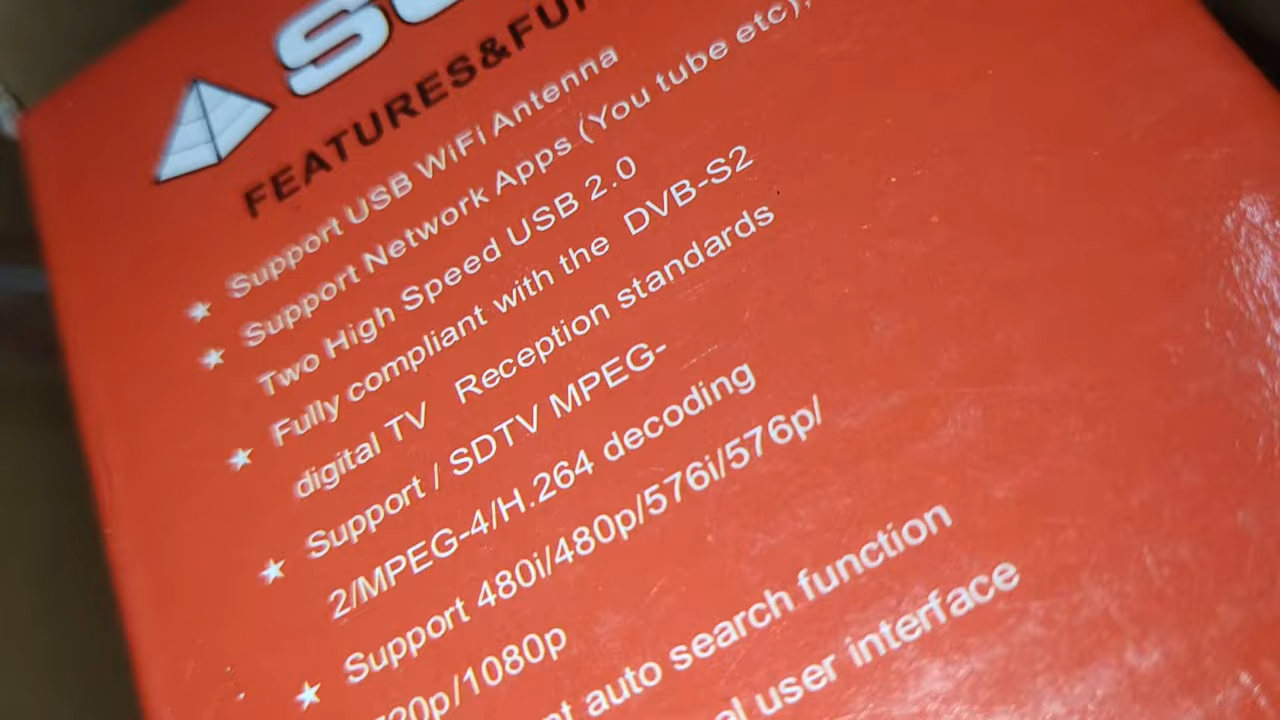 FEATURES&FU
Support USB WiFi Antenna
Support Network Apps (You tube etc),
Two High Speed USB 2.0
Fully compliant with the DVB-S2
digital TV Reception standards
Support / SDTV MPEG-
2/MPEG-4/H.264 decoding
Support 480i/480p/576i/576p/
720p/1080p
auto search function
user interface